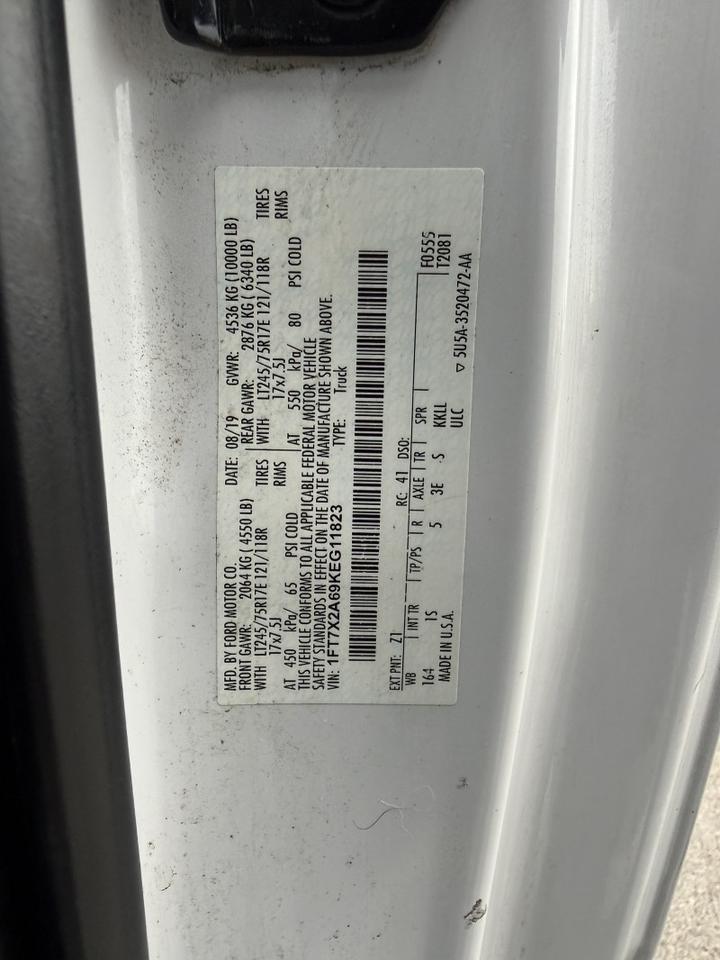 MFD. BY FORD MOTOR CO. DATE: 08/19 GVWR: 4536 KG (10000 LB)
FRONT GAWR: 2064 KG ( 4550 LB) REAR GAWR: 2876 KG ( 6340 LB)
WITH LT245/75R17E 121/118R TIRES WITH LT245/75R17E 121/118R TIRES
17x7.5J RIMS 17x7.5J RIMS
AT 450 kPa/ 65 PSI COLD AT 550 kPa/ 80 PSI COLD
THIS VEHICLE CONFORMS TO ALL APPLICABLE FEDERAL MOTOR VEHICLE
SAFETY STANDARDS IN EFFECT ON THE DATE OF MANUFACTURE SHOWN ABOVE.
VIN: 1FT7X2A69KEG11823 TYPE: Truck
F0555
EXT PNT: Z1 RC: 41 DSO: T2081
WB INT TR TP/PS R AXLE TR SPR
164 1S 5 3E S KKLL
MADE IN U.S.A. ULC
▽ 5U5A-3520472-AA